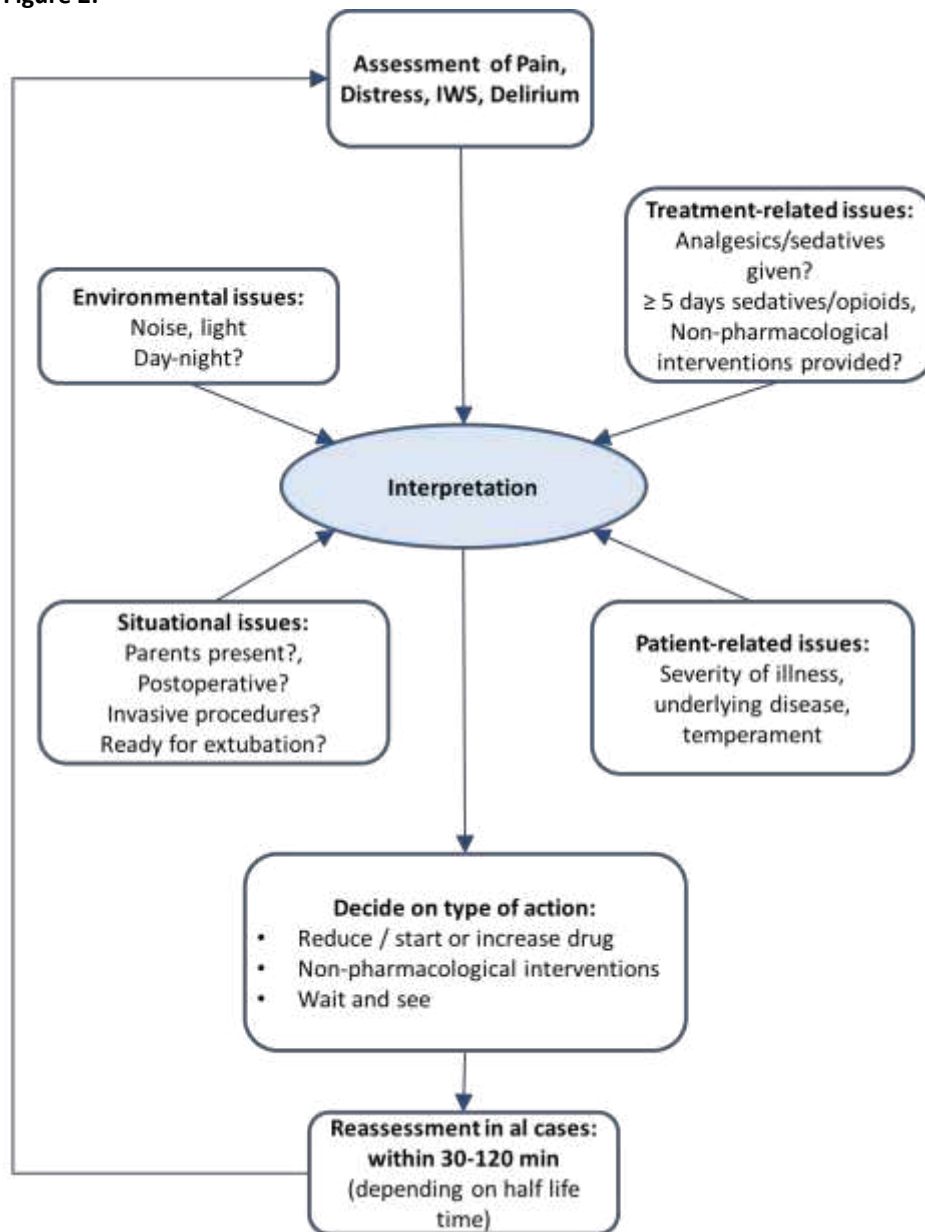 Figure 2.
Assessment of Pain,
Distress, IWS, Delirium
Treatment-related issues:
Analgesics/sedatives
given?
≥ 5 days sedatives/opioids,
Non-pharmacological
interventions provided?
Environmental issues:
Noise, light
Day-night?
Interpretation
Situational issues:
Parents present?,
Postoperative?
Invasive procedures?
Ready for extubation?
Patient-related issues:
Severity of illness,
underlying disease,
temperament
Decide on type of action:
• Reduce / start or increase drug
• Non-pharmacological interventions
• Wait and see
Reassessment in al cases:
within 30-120 min
(depending on half life
time)